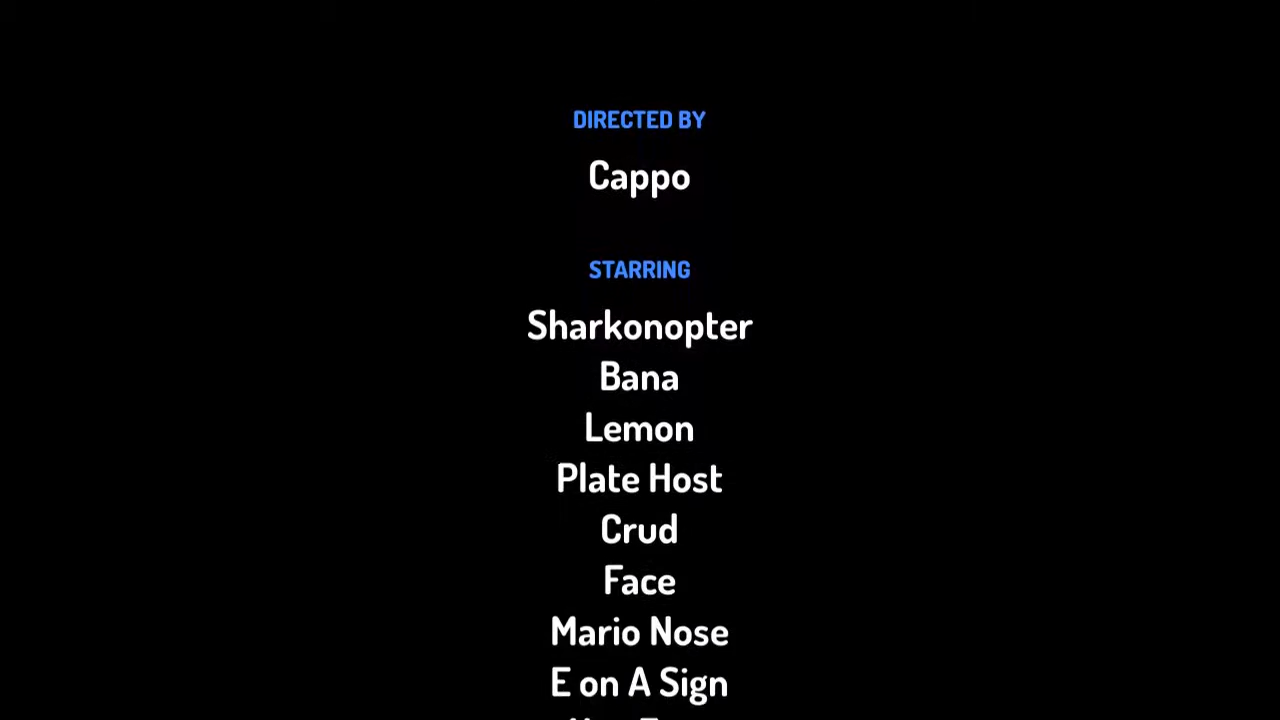 DIRECTED BY
Cappo
STARRING
Sharkonopter
Bana
Lemon
Plate Host
Crud
Face
Mario Nose
E on A Sign